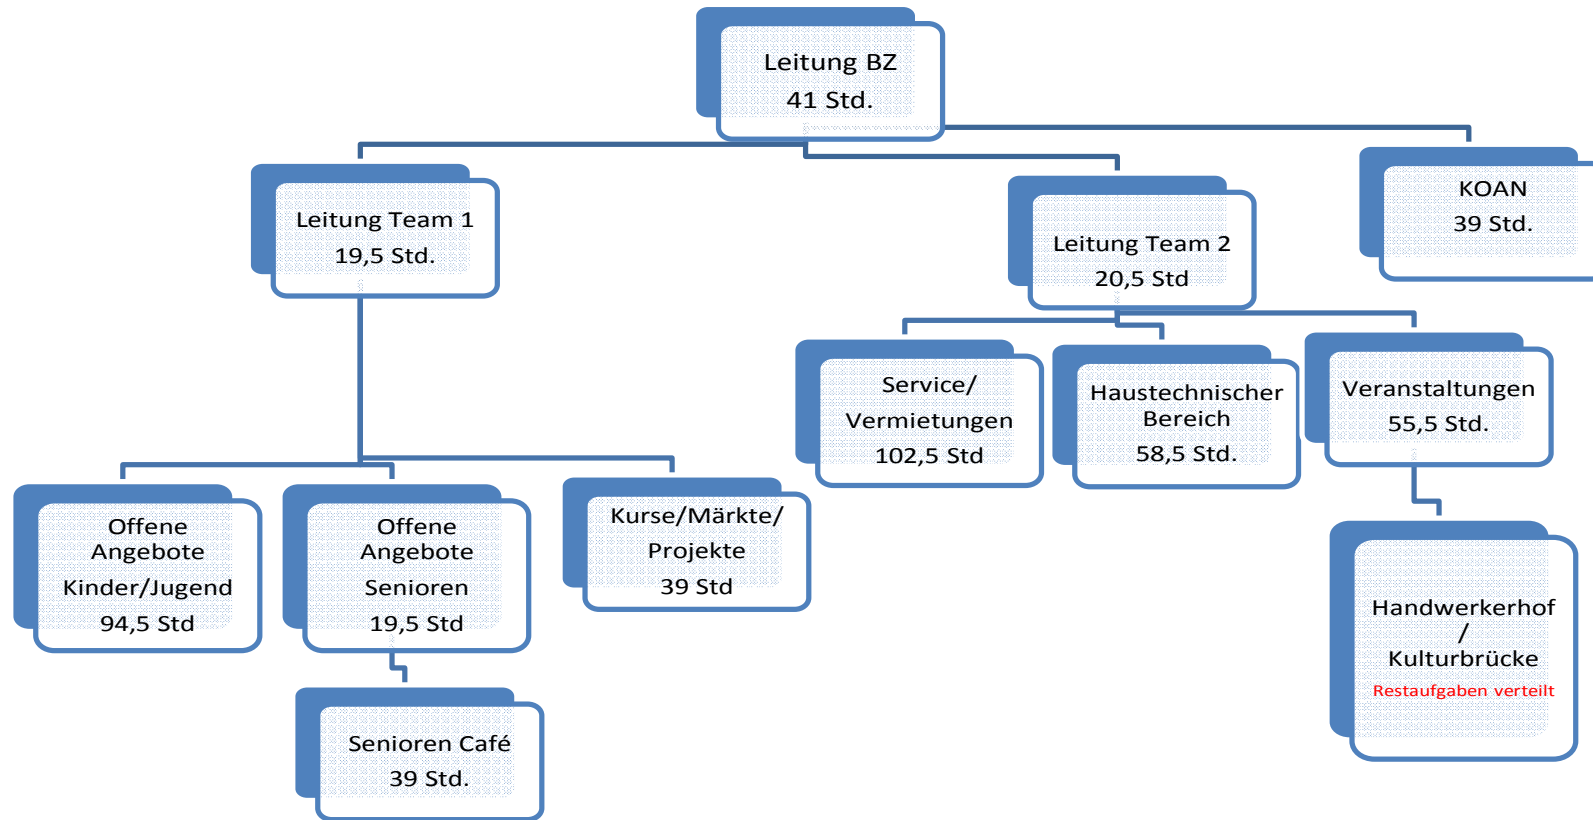 Leitung BZ
41 Std.
Leitung Team 1
19,5 Std.
Leitung Team 2
20,5 Std
KOAN
39 Std.
Service/
Vermietungen
102,5 Std
Haustechnischer
Bereich
58,5 Std.
Veranstaltungen
55,5 Std.
Offene
Angebote
Kinder/Jugend
94,5 Std
Offene
Angebote
Senioren
19,5 Std
Kurse/Märkte/
Projekte
39 Std
Handwerkerhof
/
Kulturbrücke
Restaufgaben verteilt
Senioren Café
39 Std.